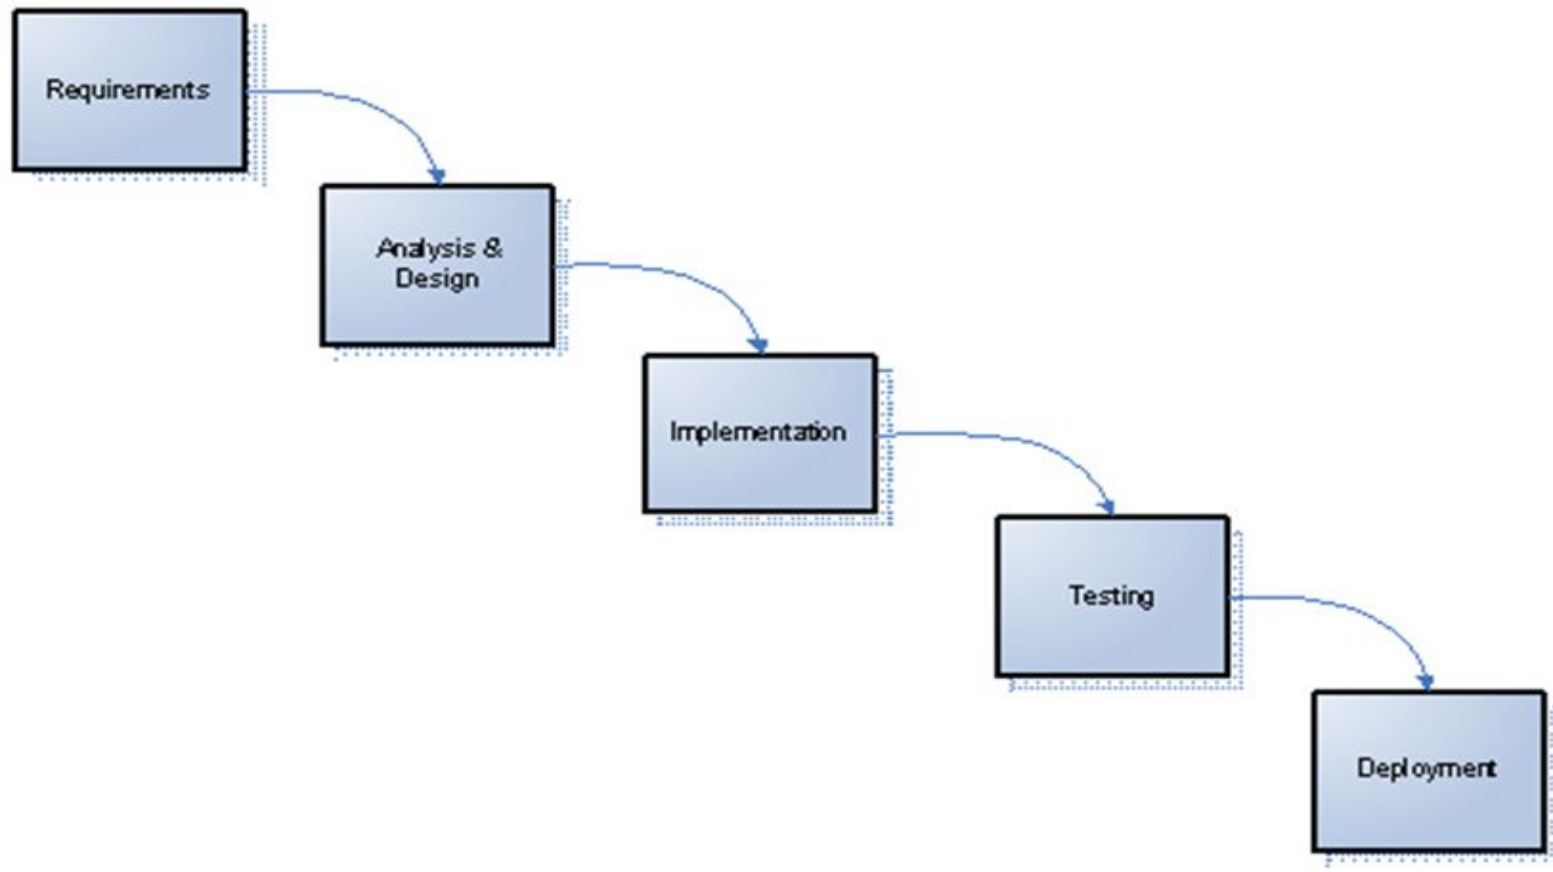 Requirements
Analysis &
Design
Implementation
Testing
Deployment